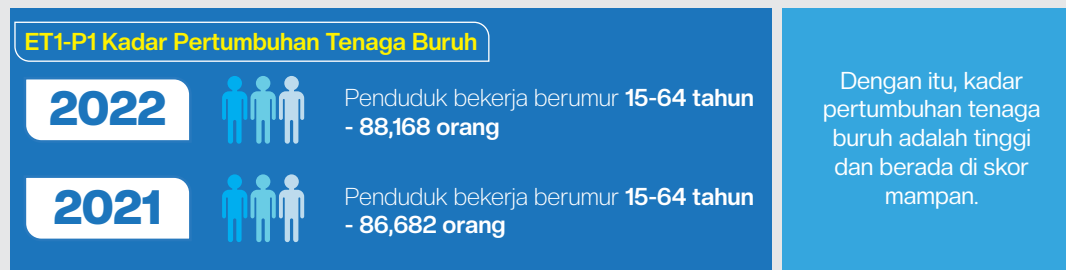 ET1-P1 Kadar Pertumbuhan Tenaga Buruh
2022
Penduduk bekerja berumur 15-64 tahun
- 88,168 orang
2021
Penduduk bekerja berumur 15-64 tahun
- 86,682 orang
Dengan itu, kadar
pertumbuhan tenaga
buruh adalah tinggi
dan berada di skor
mampan.